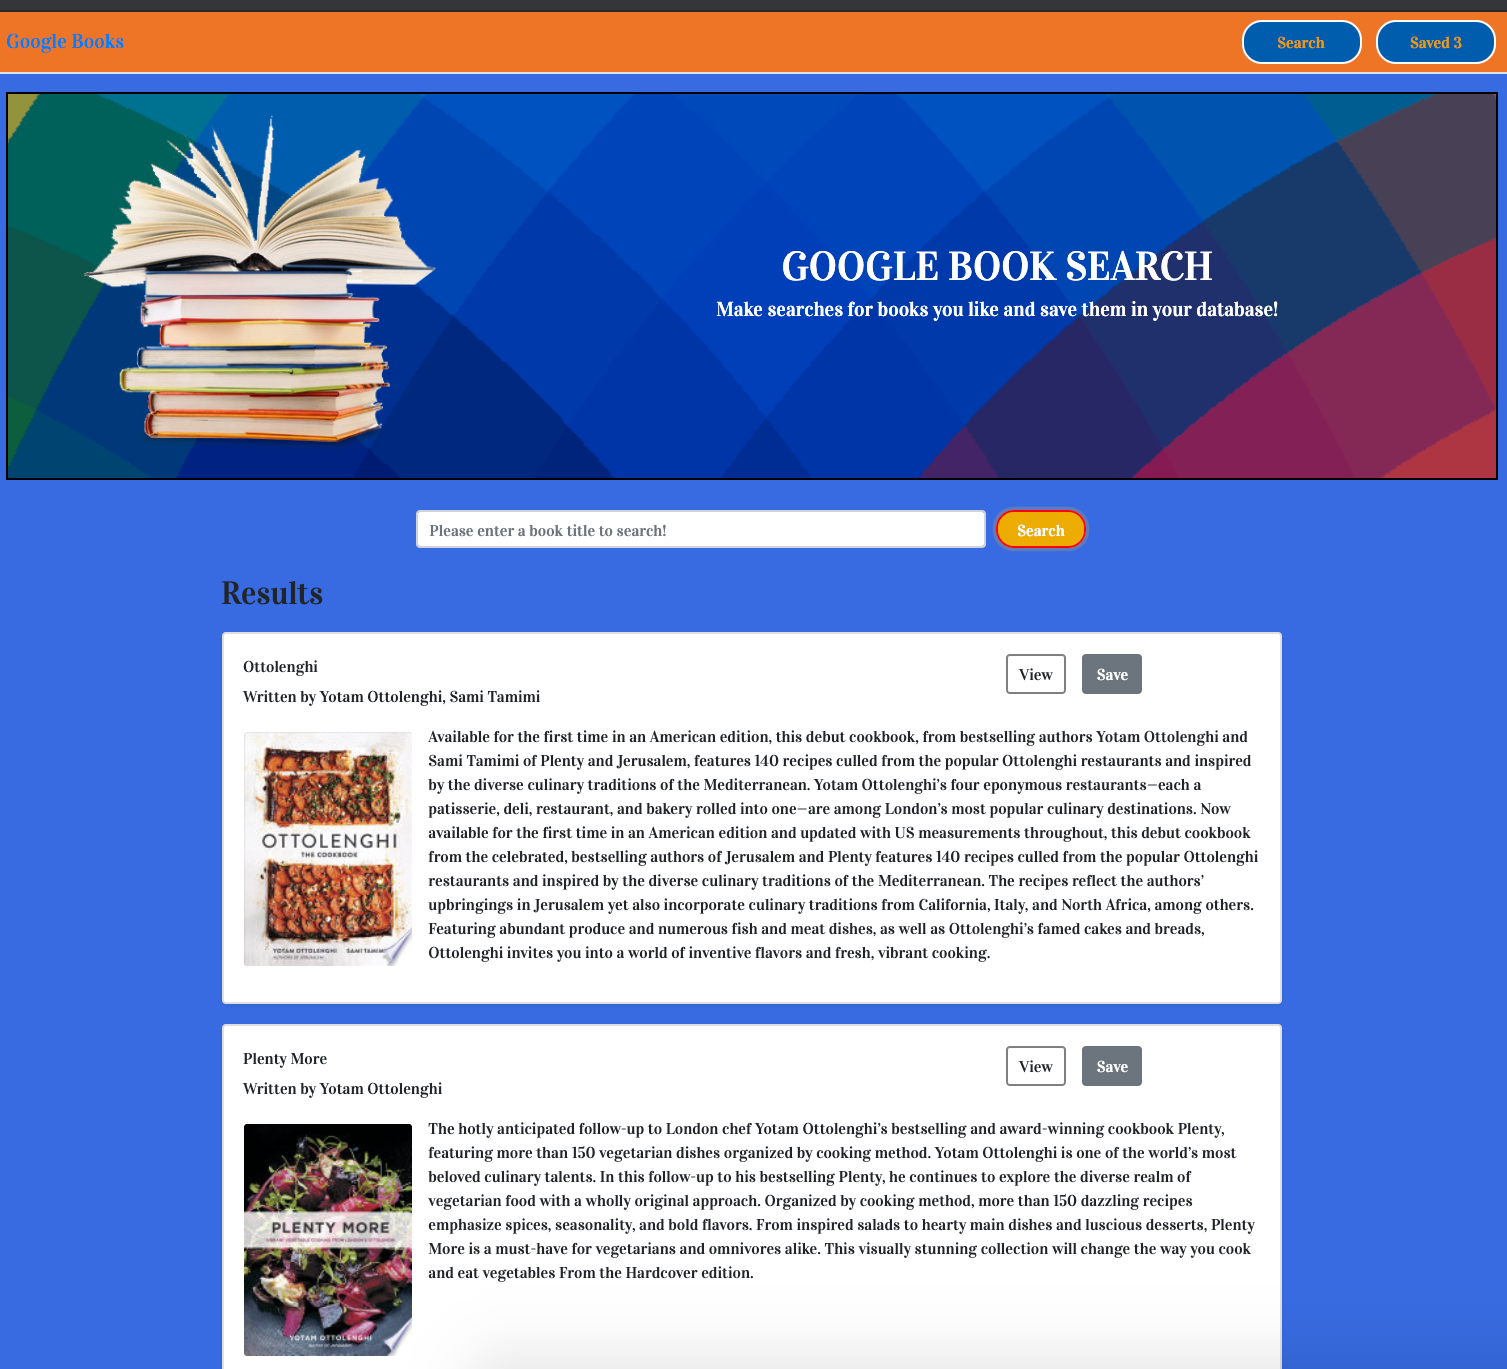 Google Books
Search
Saved 3
GOOGLE BOOK SEARCH
Make searches for books you like and save them in your database!
Please enter a book title to search!
Search
Results
Ottolenghi
View
Save
Written by Yotam Ottolenghi, Sami Tamimi
OTTOLENGHI
THE COOKBOOK
YOTAM OTTOLENGHI SAMI TAMIMI
Available for the first time in an American edition, this debut cookbook, from bestselling authors Yotam Ottolenghi and
Sami Tamimi of Plenty and Jerusalem, features 140 recipes culled from the popular Ottolenghi restaurants and inspired
by the diverse culinary traditions of the Mediterranean. Yotam Ottolenghi’s four eponymous restaurants—each a
patisserie, deli, restaurant, and bakery rolled into one—are among London’s most popular culinary destinations. Now
available for the first time in an American edition and updated with US measurements throughout, this debut cookbook
from the celebrated, bestselling authors of Jerusalem and Plenty features 140 recipes culled from the popular Ottolenghi
restaurants and inspired by the diverse culinary traditions of the Mediterranean. The recipes reflect the authors’
upbringings in Jerusalem yet also incorporate culinary traditions from California, Italy, and North Africa, among others.
Featuring abundant produce and numerous fish and meat dishes, as well as Ottolenghi’s famed cakes and breads,
Ottolenghi invites you into a world of inventive flavors and fresh, vibrant cooking.
Plenty More
View
Save
Written by Yotam Ottolenghi
PLENTY MORE
YOTAM OTTOLENGHI
The hotly anticipated follow-up to London chef Yotam Ottolenghi’s bestselling and award-winning cookbook Plenty,
featuring more than 150 vegetarian dishes organized by cooking method. Yotam Ottolenghi is one of the world’s most
beloved culinary talents. In this follow-up to his bestselling Plenty, he continues to explore the diverse realm of
vegetarian food with a wholly original approach. Organized by cooking method, more than 150 dazzling recipes
emphasize spices, seasonality, and bold flavors. From inspired salads to hearty main dishes and luscious desserts, Plenty
More is a must-have for vegetarians and omnivores alike. This visually stunning collection will change the way you cook
and eat vegetables From the Hardcover edition.